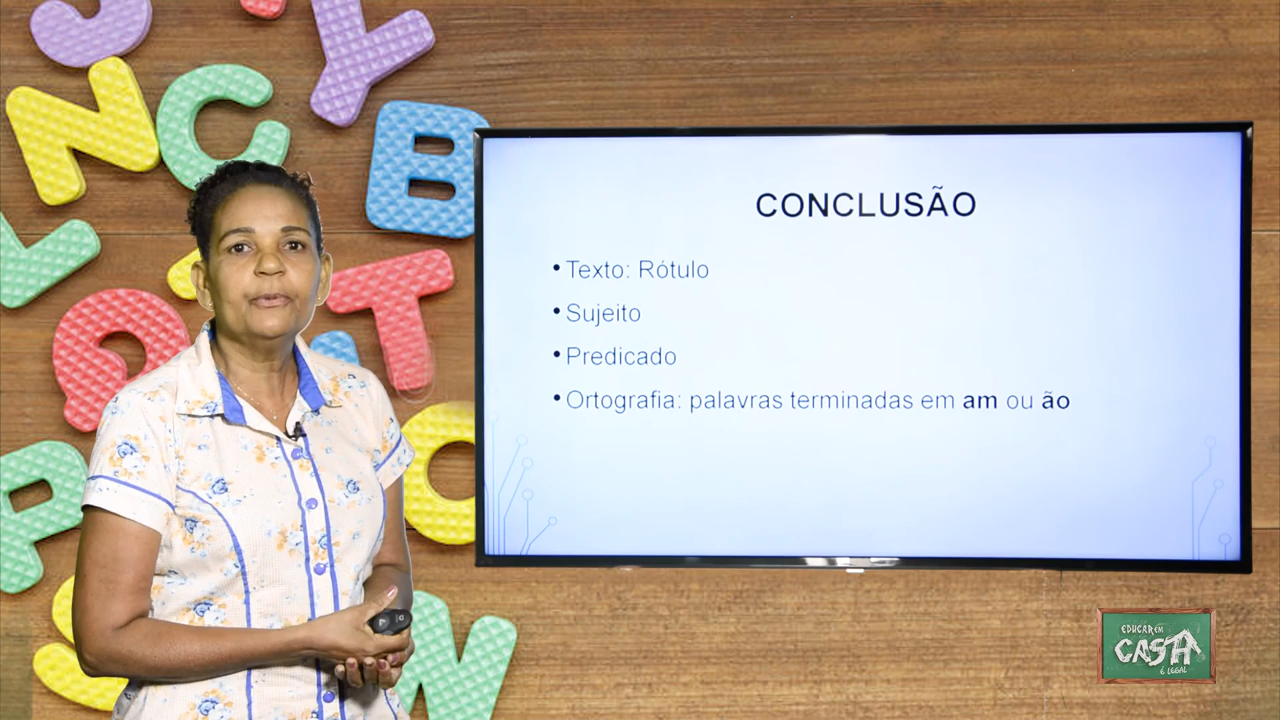 CONCLUSÃO
• Texto: Rótulo
• Sujeito
• Predicado
• Ortografia: palavras terminadas em am ou ão
EDUCAR EM
CASA
É LEGAL
J
Y
N
C
B
L
T
Q
R
O
S
W